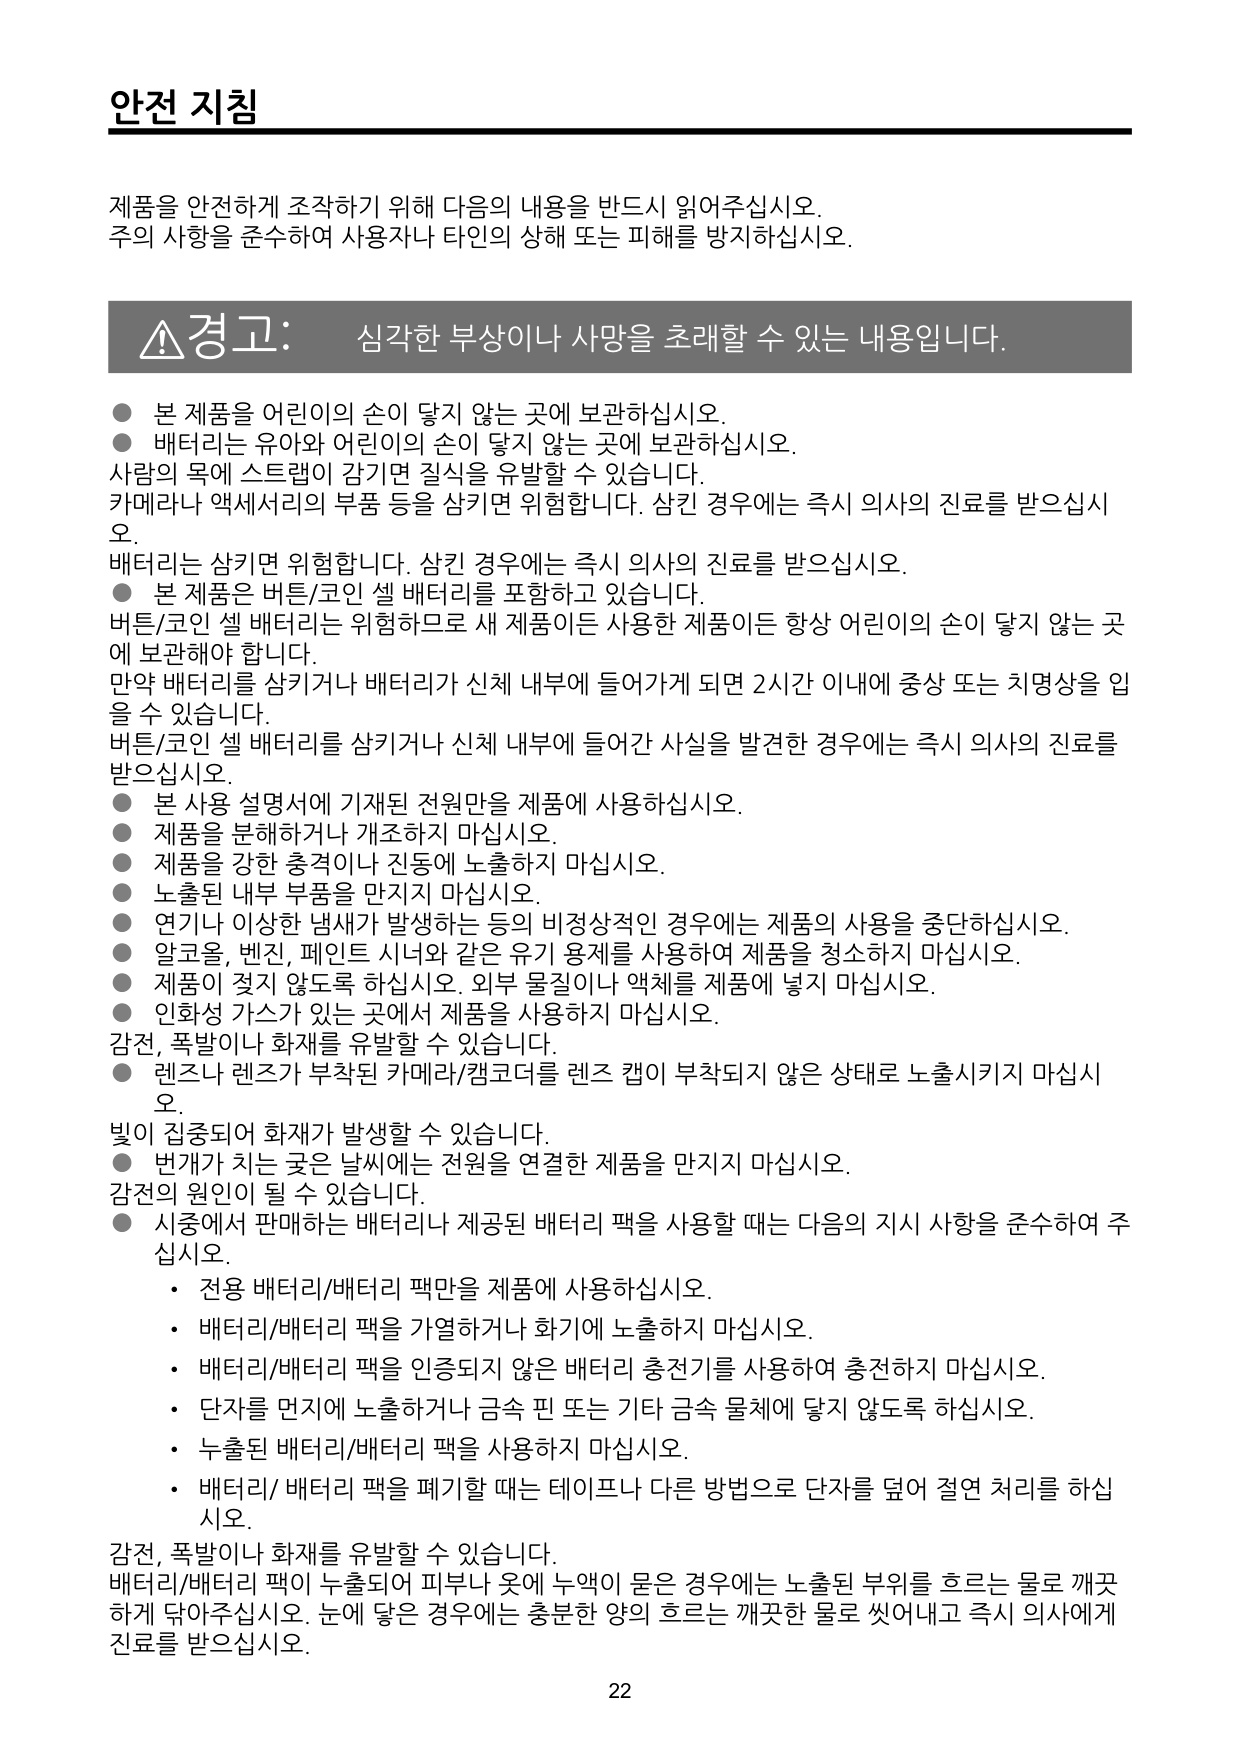 안전 지침
제품을 안전하게 조작하기 위해 다음의 내용을 반드시 읽어주십시오.
주의 사항을 준수하여 사용자나 타인의 상해 또는 피해를 방지하십시오.
⚠경고: 심각한 부상이나 사망을 초래할 수 있는 내용입니다.
● 본 제품을 어린이의 손이 닿지 않는 곳에 보관하십시오.
● 배터리는 유아와 어린이의 손이 닿지 않는 곳에 보관하십시오.
사람의 목에 스트랩이 감기면 질식을 유발할 수 있습니다.
카메라나 액세서리의 부품 등을 삼키면 위험합니다. 삼킨 경우에는 즉시 의사의 진료를 받으십시
오.
배터리는 삼키면 위험합니다. 삼킨 경우에는 즉시 의사의 진료를 받으십시오.
● 본 제품은 버튼/코인 셀 배터리를 포함하고 있습니다.
버튼/코인 셀 배터리는 위험하므로 새 제품이든 사용한 제품이든 항상 어린이의 손이 닿지 않는 곳
에 보관해야 합니다.
만약 배터리를 삼키거나 배터리가 신체 내부에 들어가게 되면 2시간 이내에 중상 또는 치명상을 입
을 수 있습니다.
버튼/코인 셀 배터리를 삼키거나 신체 내부에 들어간 사실을 발견한 경우에는 즉시 의사의 진료를
받으십시오.
● 본 사용 설명서에 기재된 전원만을 제품에 사용하십시오.
● 제품을 분해하거나 개조하지 마십시오.
● 제품을 강한 충격이나 진동에 노출하지 마십시오.
● 노출된 내부 부품을 만지지 마십시오.
● 연기나 이상한 냄새가 발생하는 등의 비정상적인 경우에는 제품의 사용을 중단하십시오.
● 알코올, 벤진, 페인트 시너와 같은 유기 용제를 사용하여 제품을 청소하지 마십시오.
● 제품이 젖지 않도록 하십시오. 외부 물질이나 액체를 제품에 넣지 마십시오.
● 인화성 가스가 있는 곳에서 제품을 사용하지 마십시오.
감전, 폭발이나 화재를 유발할 수 있습니다.
● 렌즈나 렌즈가 부착된 카메라/캠코더를 렌즈 캡이 부착되지 않은 상태로 노출시키지 마십시
오.
빛이 집중되어 화재가 발생할 수 있습니다.
● 번개가 치는 궂은 날씨에는 전원을 연결한 제품을 만지지 마십시오.
감전의 원인이 될 수 있습니다.
● 시중에서 판매하는 배터리나 제공된 배터리 팩을 사용할 때는 다음의 지시 사항을 준수하여 주
십시오.
• 전용 배터리/배터리 팩만을 제품에 사용하십시오.
• 배터리/배터리 팩을 가열하거나 화기에 노출하지 마십시오.
• 배터리/배터리 팩을 인증되지 않은 배터리 충전기를 사용하여 충전하지 마십시오.
• 단자를 먼지에 노출하거나 금속 핀 또는 기타 금속 물체에 닿지 않도록 하십시오.
• 누출된 배터리/배터리 팩을 사용하지 마십시오.
• 배터리/ 배터리 팩을 폐기할 때는 테이프나 다른 방법으로 단자를 덮어 절연 처리를 하십
시오.
감전, 폭발이나 화재를 유발할 수 있습니다.
배터리/배터리 팩이 누출되어 피부나 옷에 누액이 묻은 경우에는 노출된 부위를 흐르는 물로 깨끗
하게 닦아주십시오. 눈에 닿은 경우에는 충분한 양의 흐르는 깨끗한 물로 씻어내고 즉시 의사에게
진료를 받으십시오.
22